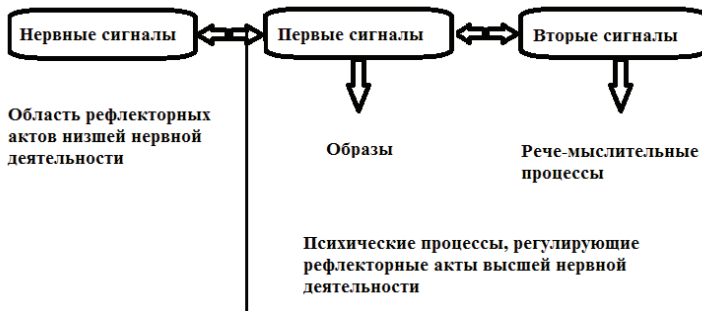 Нервные сигналы
Первые сигналы
Вторые сигналы
Область рефлекторных
актов низшей нервной
деятельности
Образы
Рече-мыслительные
процессы
Психические процессы, регулирующие
рефлекторные акты высшей нервной
деятельности